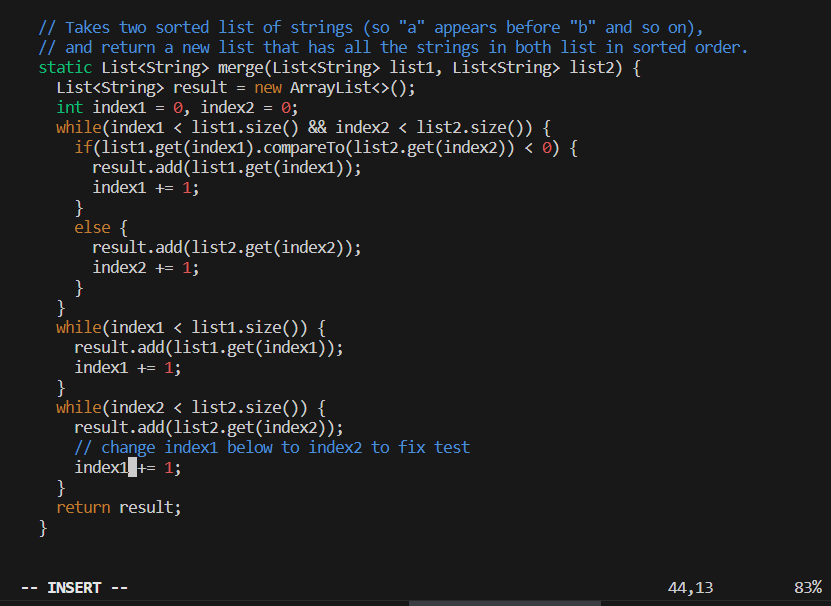 // Takes two sorted list of strings (so "a" appears before "b" and so on),
// and return a new list that has all the strings in both list in sorted order.
static List<String> merge(List<String> list1, List<String> list2) {
  List<String> result = new ArrayList<>();
  int index1 = 0, index2 = 0;
  while(index1 < list1.size() && index2 < list2.size()) {
    if(list1.get(index1).compareTo(list2.get(index2)) < 0) {
      result.add(list1.get(index1));
      index1 += 1;
    }
    else {
      result.add(list2.get(index2));
      index2 += 1;
    }
  }
  while(index1 < list1.size()) {
    result.add(list1.get(index1));
    index1 += 1;
  }
  while(index2 < list2.size()) {
    result.add(list2.get(index2));
    // change index1 below to index2 to fix test
    index1 += 1;
  }
  return result;
}
-- INSERT -- 44,13 83%